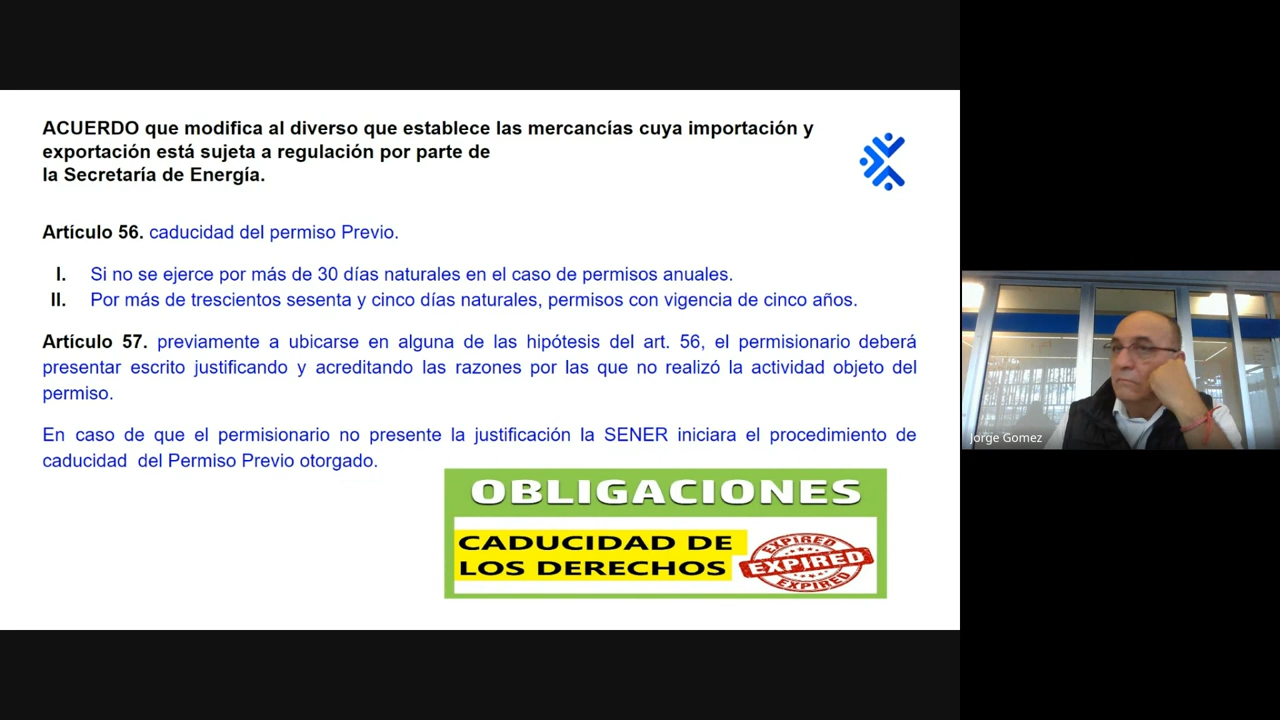 ACUERDO que modifica al diverso que establece las mercancías cuya importación y
exportación está sujeta a regulación por parte de
la Secretaría de Energía.
Artículo 56. caducidad del permiso Previo.
I. Si no se ejerce por más de 30 días naturales en el caso de permisos anuales.
II. Por más de trescientos sesenta y cinco días naturales, permisos con vigencia de cinco años.
Artículo 57. previamente a ubicarse en alguna de las hipótesis del art. 56, el permisionario deberá
presentar escrito justificando y acreditando las razones por las que no realizó la actividad objeto del
permiso.
En caso de que el permisionario no presente la justificación la SENER iniciara el procedimiento de
caducidad del Permiso Previo otorgado.
OBLIGACIONES
CADUCIDAD DE
LOS DERECHOS
EXPIRED
EXPIRED
EXPIRED
Jorge Gomez